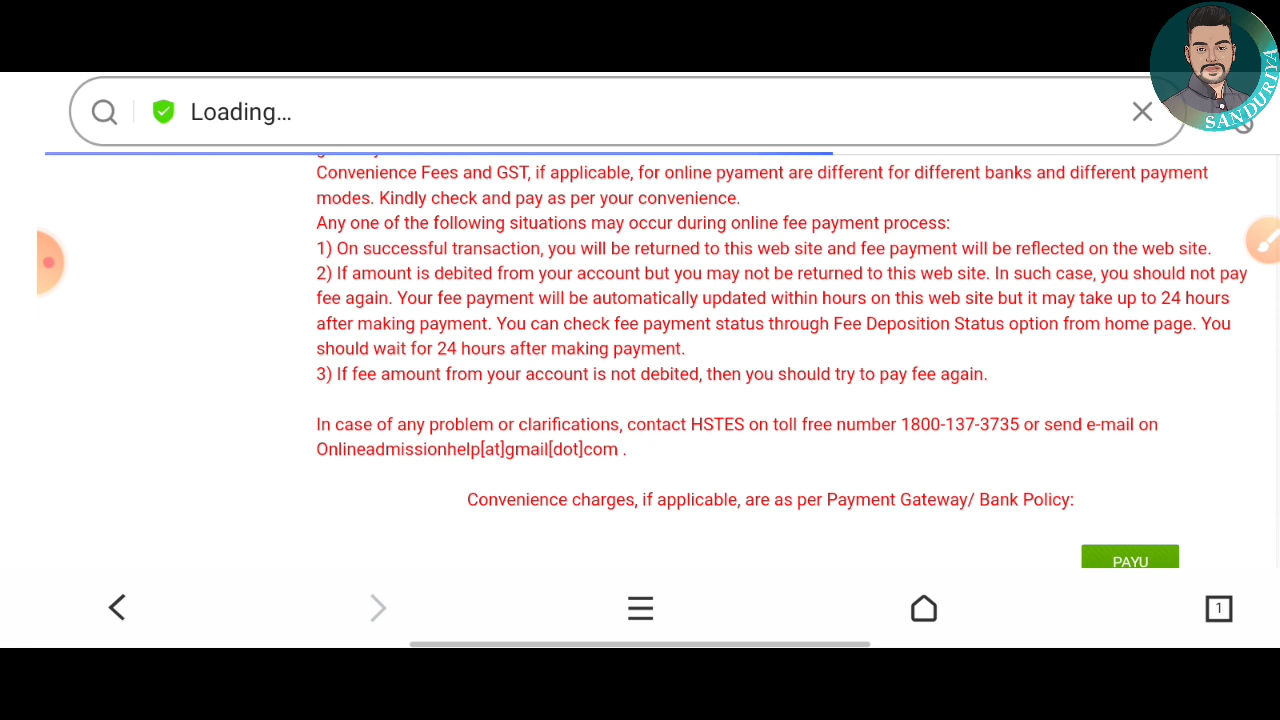 SANDURIYA
Loading...
Convenience Fees and GST, if applicable, for online pyament are different for different banks and different payment
modes. Kindly check and pay as per your convenience.
Any one of the following situations may occur during online fee payment process:
1) On successful transaction, you will be returned to this web site and fee payment will be reflected on the web site.
2) If amount is debited from your account but you may not be returned to this web site. In such case, you should not pay
fee again. Your fee payment will be automatically updated within hours on this web site but it may take up to 24 hours
after making payment. You can check fee payment status through Fee Deposition Status option from home page. You
should wait for 24 hours after making payment.
3) If fee amount from your account is not debited, then you should try to pay fee again.
In case of any problem or clarifications, contact HSTES on toll free number 1800-137-3735 or send e-mail on
Onlineadmissionhelp[at]gmail[dot]com .
Convenience charges, if applicable, are as per Payment Gateway/ Bank Policy:
PAYU
1